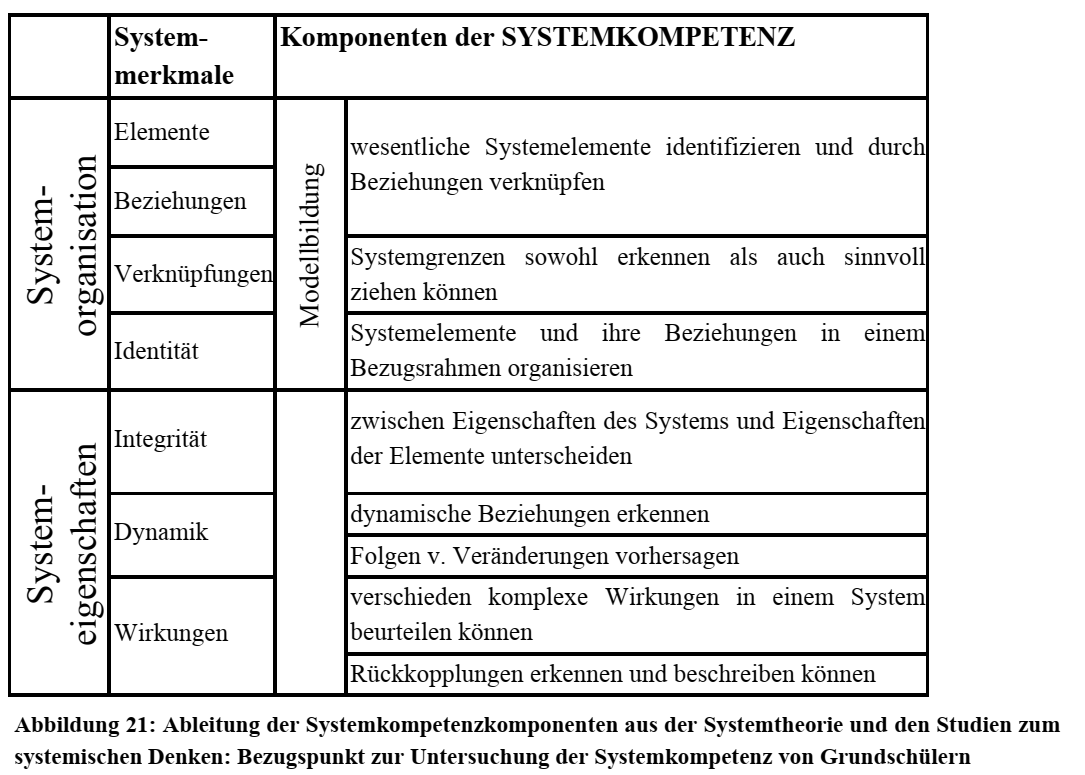 System-
merkmale
Komponenten der SYSTEMKOMPETENZ
System-
organisation
Elemente
Beziehungen
Verknüpfungen
Identität
Modellbildung
wesentliche Systemelemente identifizieren und durch
Beziehungen verknüpfen
Systemgrenzen sowohl erkennen als auch sinnvoll
ziehen können
Systemelemente und ihre Beziehungen in einem
Bezugsrahmen organisieren
System-
eigenschaften
Integrität
zwischen Eigenschaften des Systems und Eigenschaften
der Elemente unterscheiden
Dynamik
dynamische Beziehungen erkennen
Folgen v. Veränderungen vorhersagen
Wirkungen
verschieden komplexe Wirkungen in einem System
beurteilen können
Rückkopplungen erkennen und beschreiben können
Abbildung 21: Ableitung der Systemkompetenzkomponenten aus der Systemtheorie und den Studien zum
systemischen Denken: Bezugspunkt zur Untersuchung der Systemkompetenz von Grundschülern